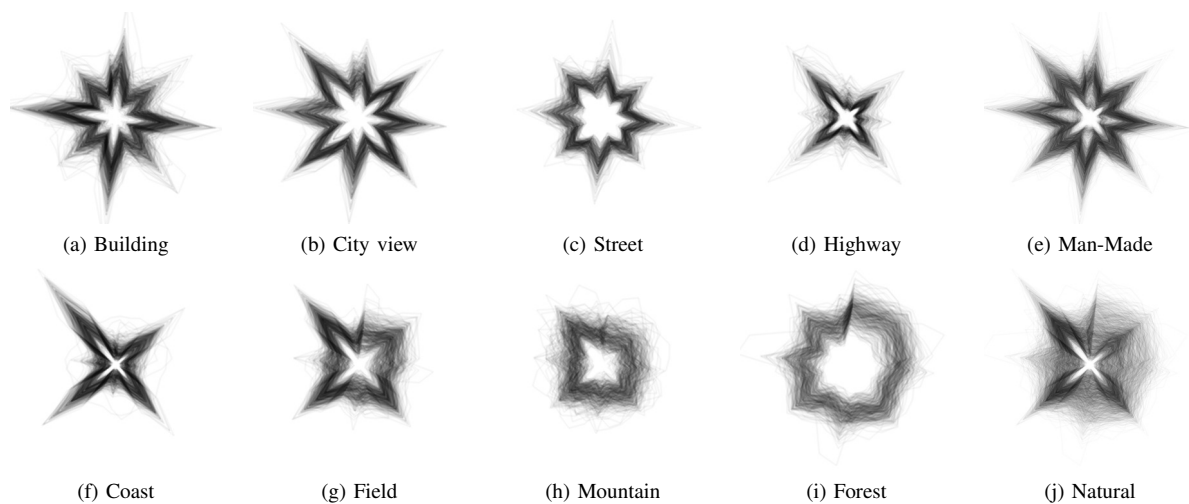 (a) Building
(b) City view
(c) Street
(d) Highway
(e) Man-Made
(f) Coast
(g) Field
(h) Mountain
(i) Forest
(j) Natural